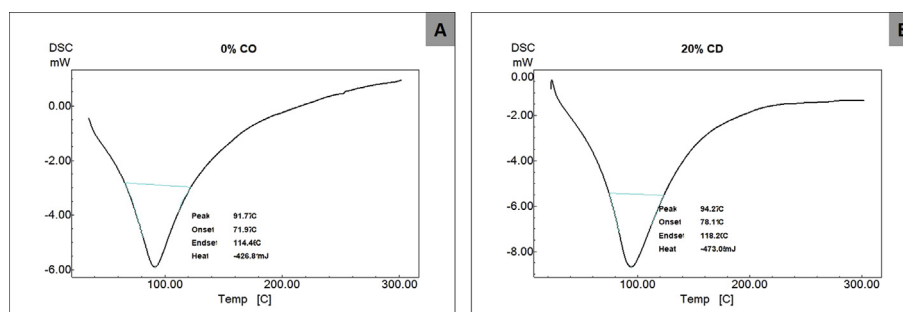 A
0% CO
DSC
mW
0.00
-2.00
-4.00
-6.00
Peak 91.77C
Onset 71.97C
Endset 114.46C
Heat -426.81mJ
100.00 200.00 300.00
Temp [C]
20% CD
DSC
mW
0.00
-2.00
-4.00
-6.00
-8.00
Peak 94.27C
Onset 78.11C
Endset 118.20C
Heat -473.05mJ
100.00 200.00 300.00
Temp [C]